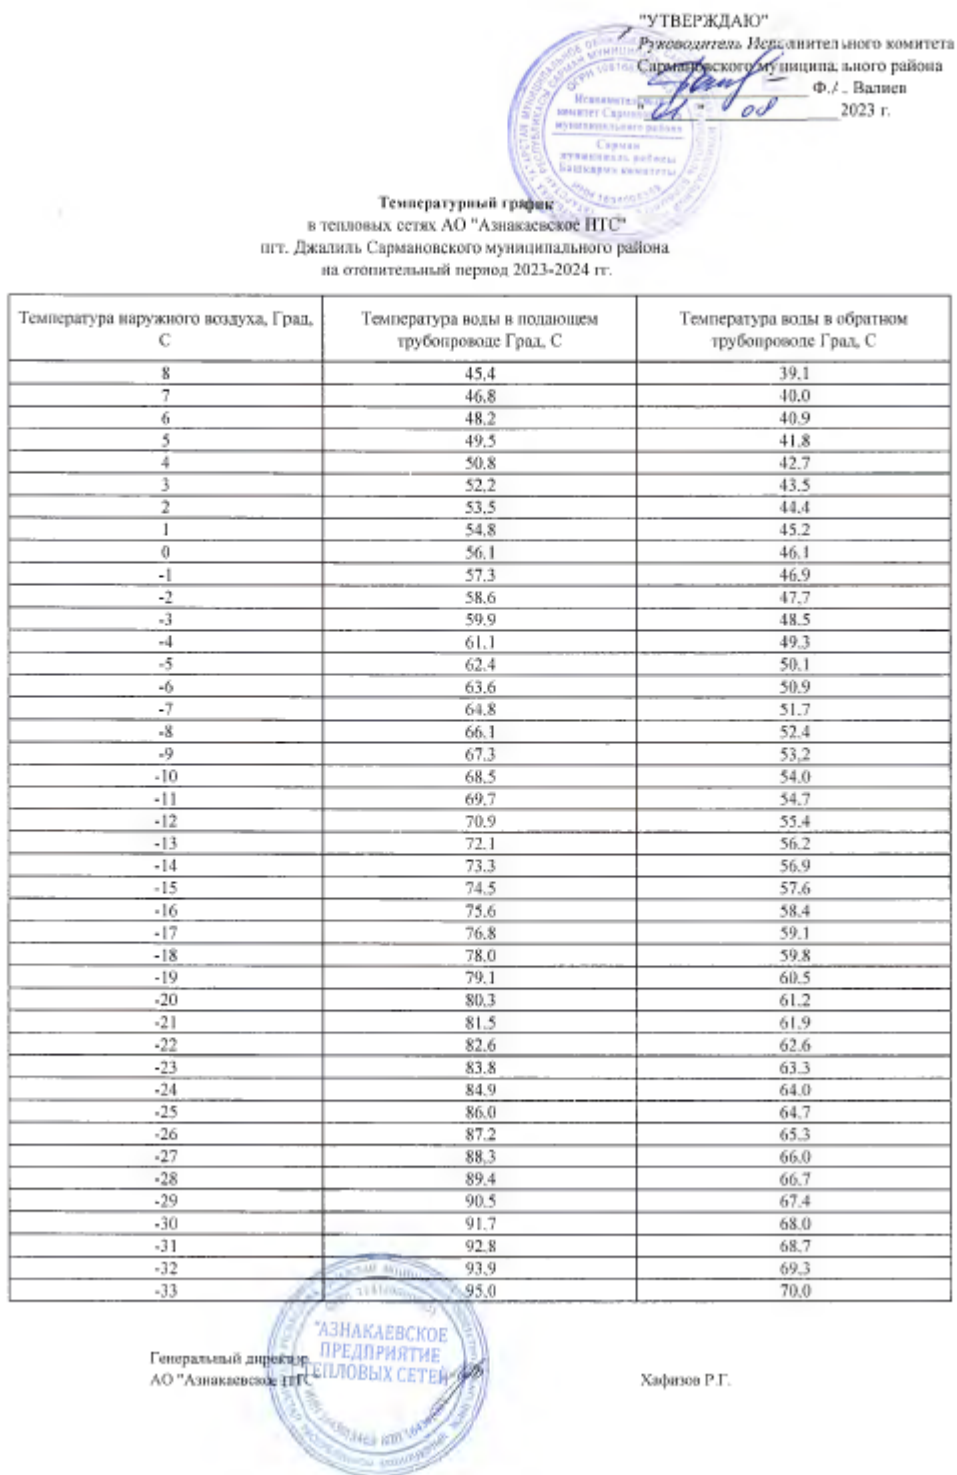 "УТВЕРЖДАЮ"
Руководитель Исполнительного комитета
Сармановского муниципального района
Ф. Валиев
"01" 08 2023 г.
Исполнительный
комитет Сармановского
муниципального района
Сарман
муниципаль районы
Башкарма комитеты
Температурный график
в тепловых сетях АО "Азнакаевское ПТС"
пгт. Джалиль Сармановского муниципального района
на отопительный период 2023-2024 гг.
Температура наружного воздуха, Град, С Температура воды в подающем трубопроводе Град, С Температура воды в обратном трубопроводе Град, С
8 45,4 39,1
7 46,8 40,0
6 48,2 40,9
5 49,5 41,8
4 50,8 42,7
3 52,2 43,5
2 53,5 44,4
1 54,8 45,2
0 56,1 46,1
-1 57,3 46,9
-2 58,6 47,7
-3 59,9 48,5
-4 61,1 49,3
-5 62,4 50,1
-6 63,6 50,9
-7 64,8 51,7
-8 66,1 52,4
-9 67,3 53,2
-10 68,5 54,0
-11 69,7 54,7
-12 70,9 55,4
-13 72,1 56,2
-14 73,3 56,9
-15 74,5 57,6
-16 75,6 58,4
-17 76,8 59,1
-18 78,0 59,8
-19 79,1 60,5
-20 80,3 61,2
-21 81,5 61,9
-22 82,6 62,6
-23 83,8 63,3
-24 84,9 64,0
-25 86,0 64,7
-26 87,2 65,3
-27 88,3 66,0
-28 89,4 66,7
-29 90,5 67,4
-30 91,7 68,0
-31 92,8 68,7
-32 93,9 69,3
-33 95,0 70,0
"АЗНАКАЕВСКОЕ
ПРЕДПРИЯТИЕ
ТЕПЛОВЫХ СЕТЕЙ"
Генеральный директор
АО "Азнакаевское ПТС" Хафизов Р.Г.